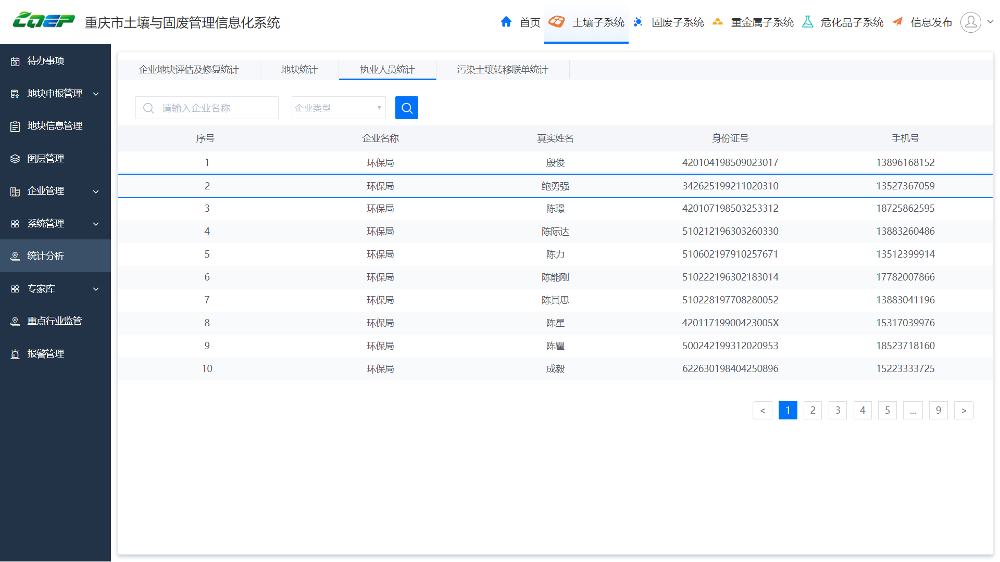 CQEP 重庆市土壤与固废管理信息化系统 首页 土壤子系统 固废子系统 重金属子系统 危化品子系统 信息发布
待办事项
地块申报管理
地块信息管理
图层管理
企业管理
系统管理
统计分析
专家库
重点行业监管
报警管理
企业地块评估及修复统计 地块统计 执业人员统计 污染土壤转移联单统计
请输入企业名称 企业类型
序号 企业名称 真实姓名 身份证号 手机号
1 环保局 殷俊 420104198509023017 13896168152
2 环保局 鲍勇强 342625199211020310 13527367059
3 环保局 陈璟 420107198503253312 18725862595
4 环保局 陈际达 510212196303260330 13883260486
5 环保局 陈力 510602197910257671 13512399914
6 环保局 陈能刚 510222196302183014 17782007866
7 环保局 陈其思 510228197708280052 13883041196
8 环保局 陈星 42011719900423005X 15317039976
9 环保局 陈瞿 500242199312020953 18523718160
10 环保局 成毅 622630198404250896 15223333725
< 1 2 3 4 5 ... 9 >